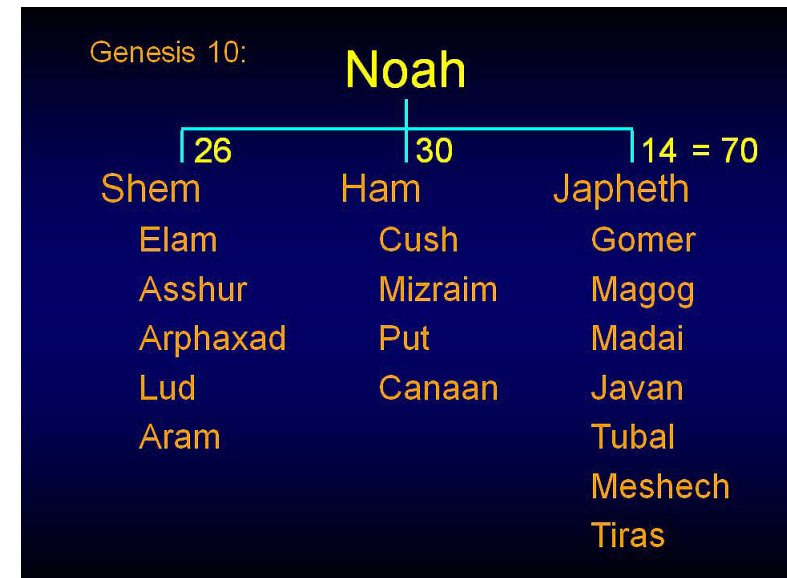 Genesis 10:
Noah
26 30 14 = 70
Shem Ham Japheth
Elam Cush Gomer
Asshur Mizraim Magog
Arphaxad Put Madai
Lud Canaan Javan
Aram Tubal
Meshech
Tiras